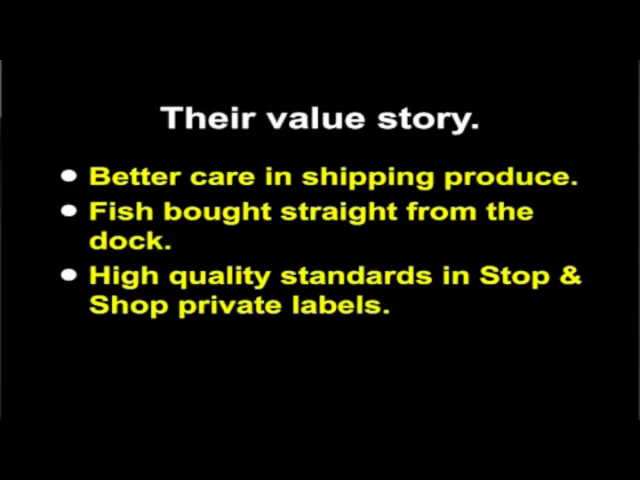 Their value story.
• Better care in shipping produce.
• Fish bought straight from the
dock.
• High quality standards in Stop &
Shop private labels.